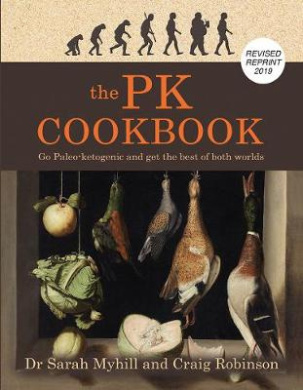 REVISED
REPRINT
2019
the PK
COOKBOOK
Go Paleo-ketogenic and get the best of both worlds
Dr Sarah Myhill and Craig Robinson